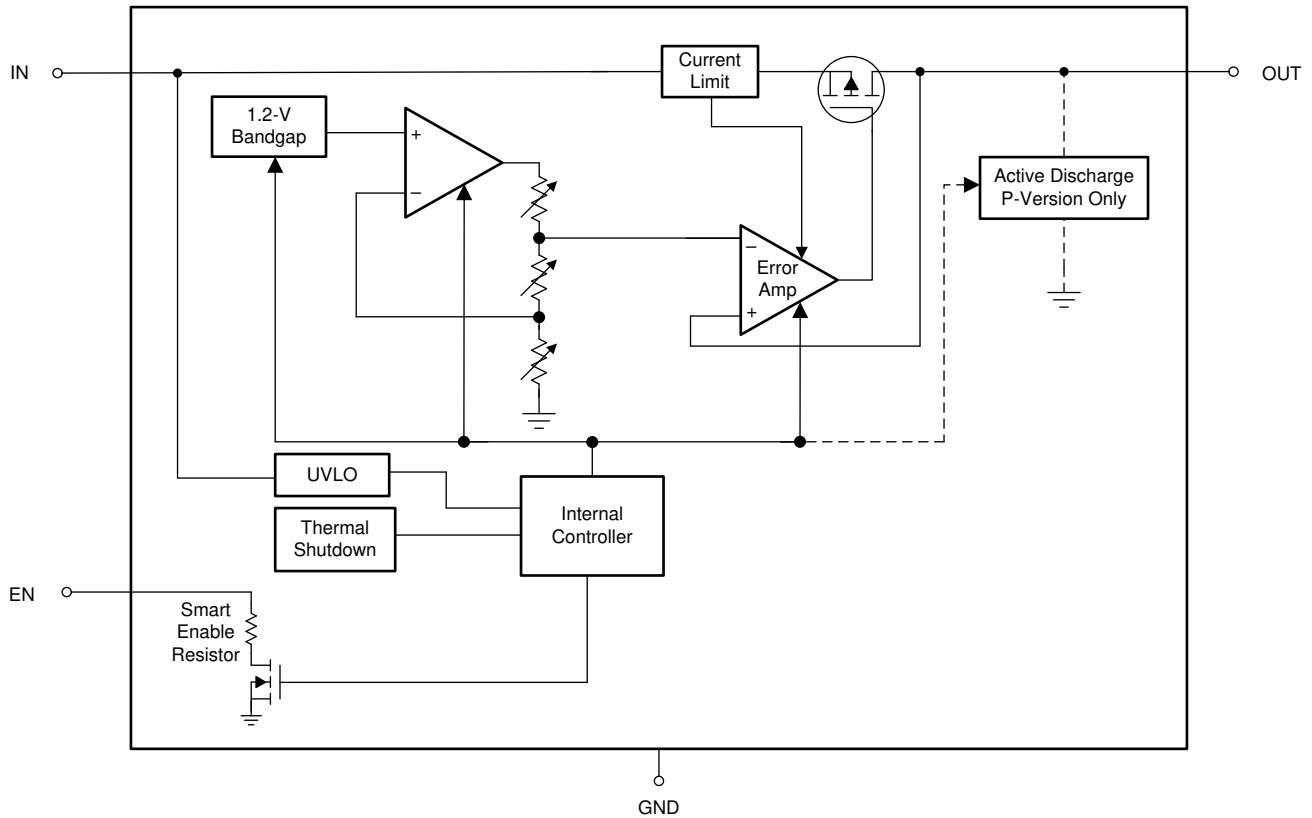 IN
Current
Limit
OUT
1.2-V
Bandgap
+
–
Active Discharge
P-Version Only
–
Error
Amp
+
UVLO
Internal
Controller
Thermal
Shutdown
EN
Smart
Enable
Resistor
GND